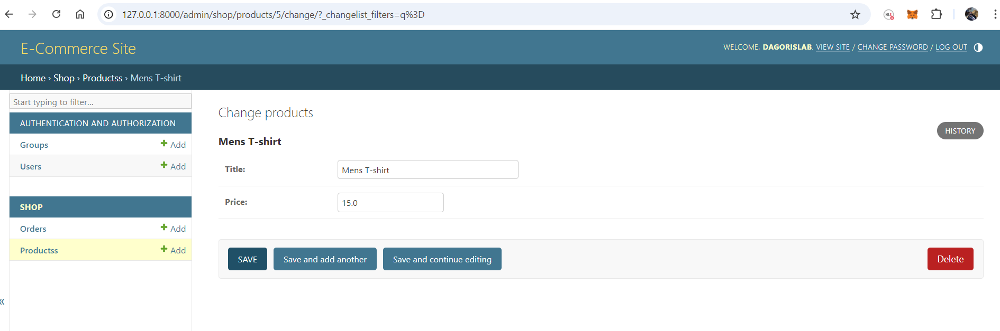 127.0.0.1:8000/admin/shop/products/5/change/?_changelist_filters=q%3D
HLS
E-Commerce Site
WELCOME, DAGORISLAB. VIEW SITE / CHANGE PASSWORD / LOG OUT
Home › Shop › Productss › Mens T-shirt
Start typing to filter...
AUTHENTICATION AND AUTHORIZATION
Groups + Add
Users + Add
SHOP
Orders + Add
Productss + Add
«
Change products
HISTORY
Mens T-shirt
Title: Mens T-shirt
Price: 15.0
SAVE Save and add another Save and continue editing Delete